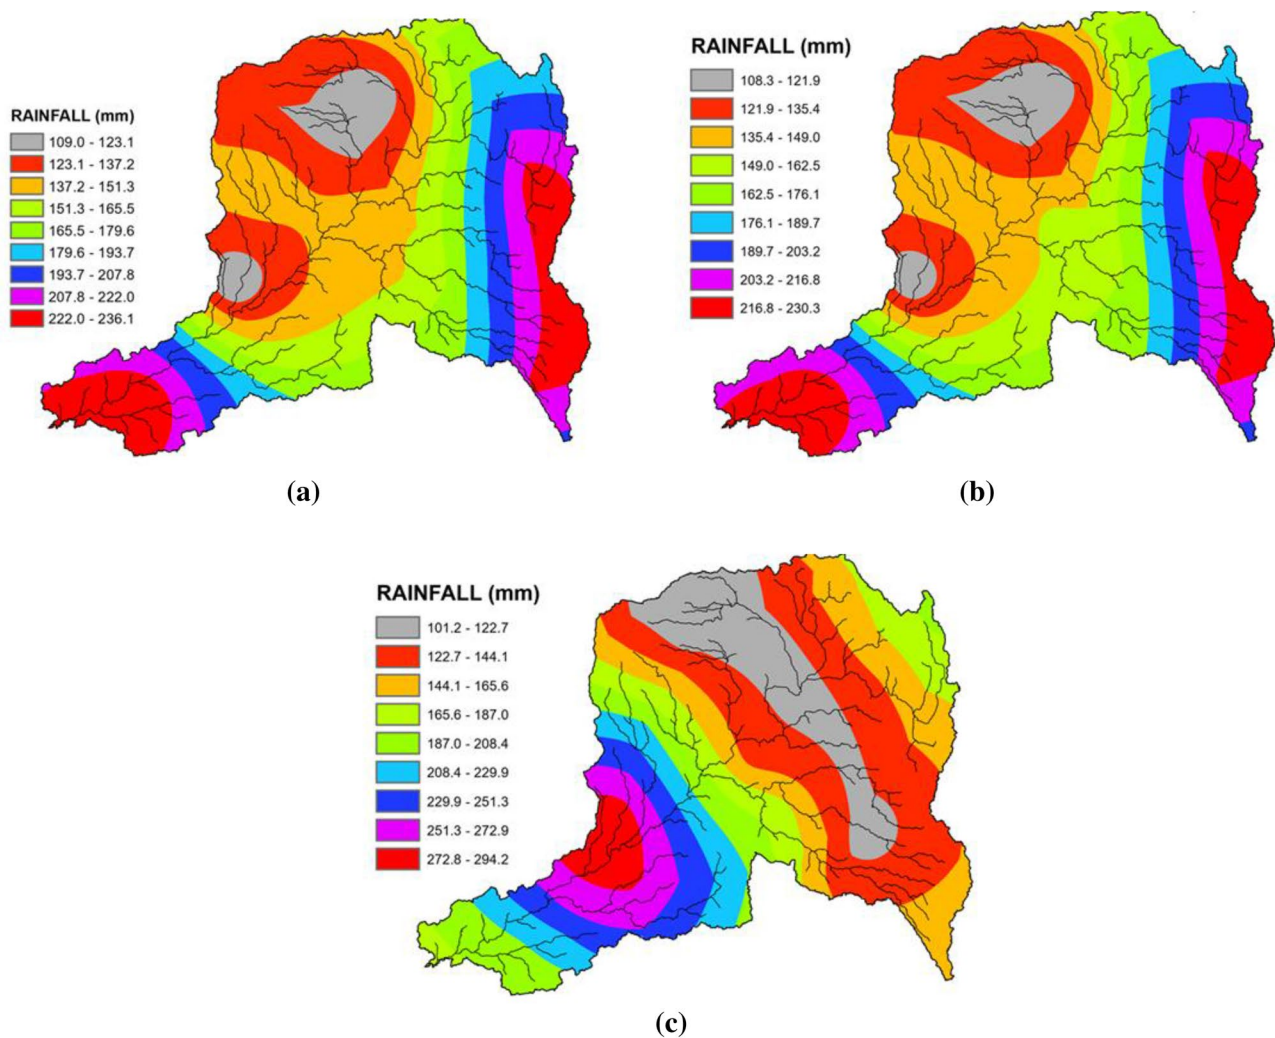 RAINFALL (mm)
109.0 - 123.1
123.1 - 137.2
137.2 - 151.3
151.3 - 165.5
165.5 - 179.6
179.6 - 193.7
193.7 - 207.8
207.8 - 222.0
222.0 - 236.1
(a)
RAINFALL (mm)
108.3 - 121.9
121.9 - 135.4
135.4 - 149.0
149.0 - 162.5
162.5 - 176.1
176.1 - 189.7
189.7 - 203.2
203.2 - 216.8
216.8 - 230.3
(b)
RAINFALL (mm)
101.2 - 122.7
122.7 - 144.1
144.1 - 165.6
165.6 - 187.0
187.0 - 208.4
208.4 - 229.9
229.9 - 251.3
251.3 - 272.9
272.8 - 294.2
(c)